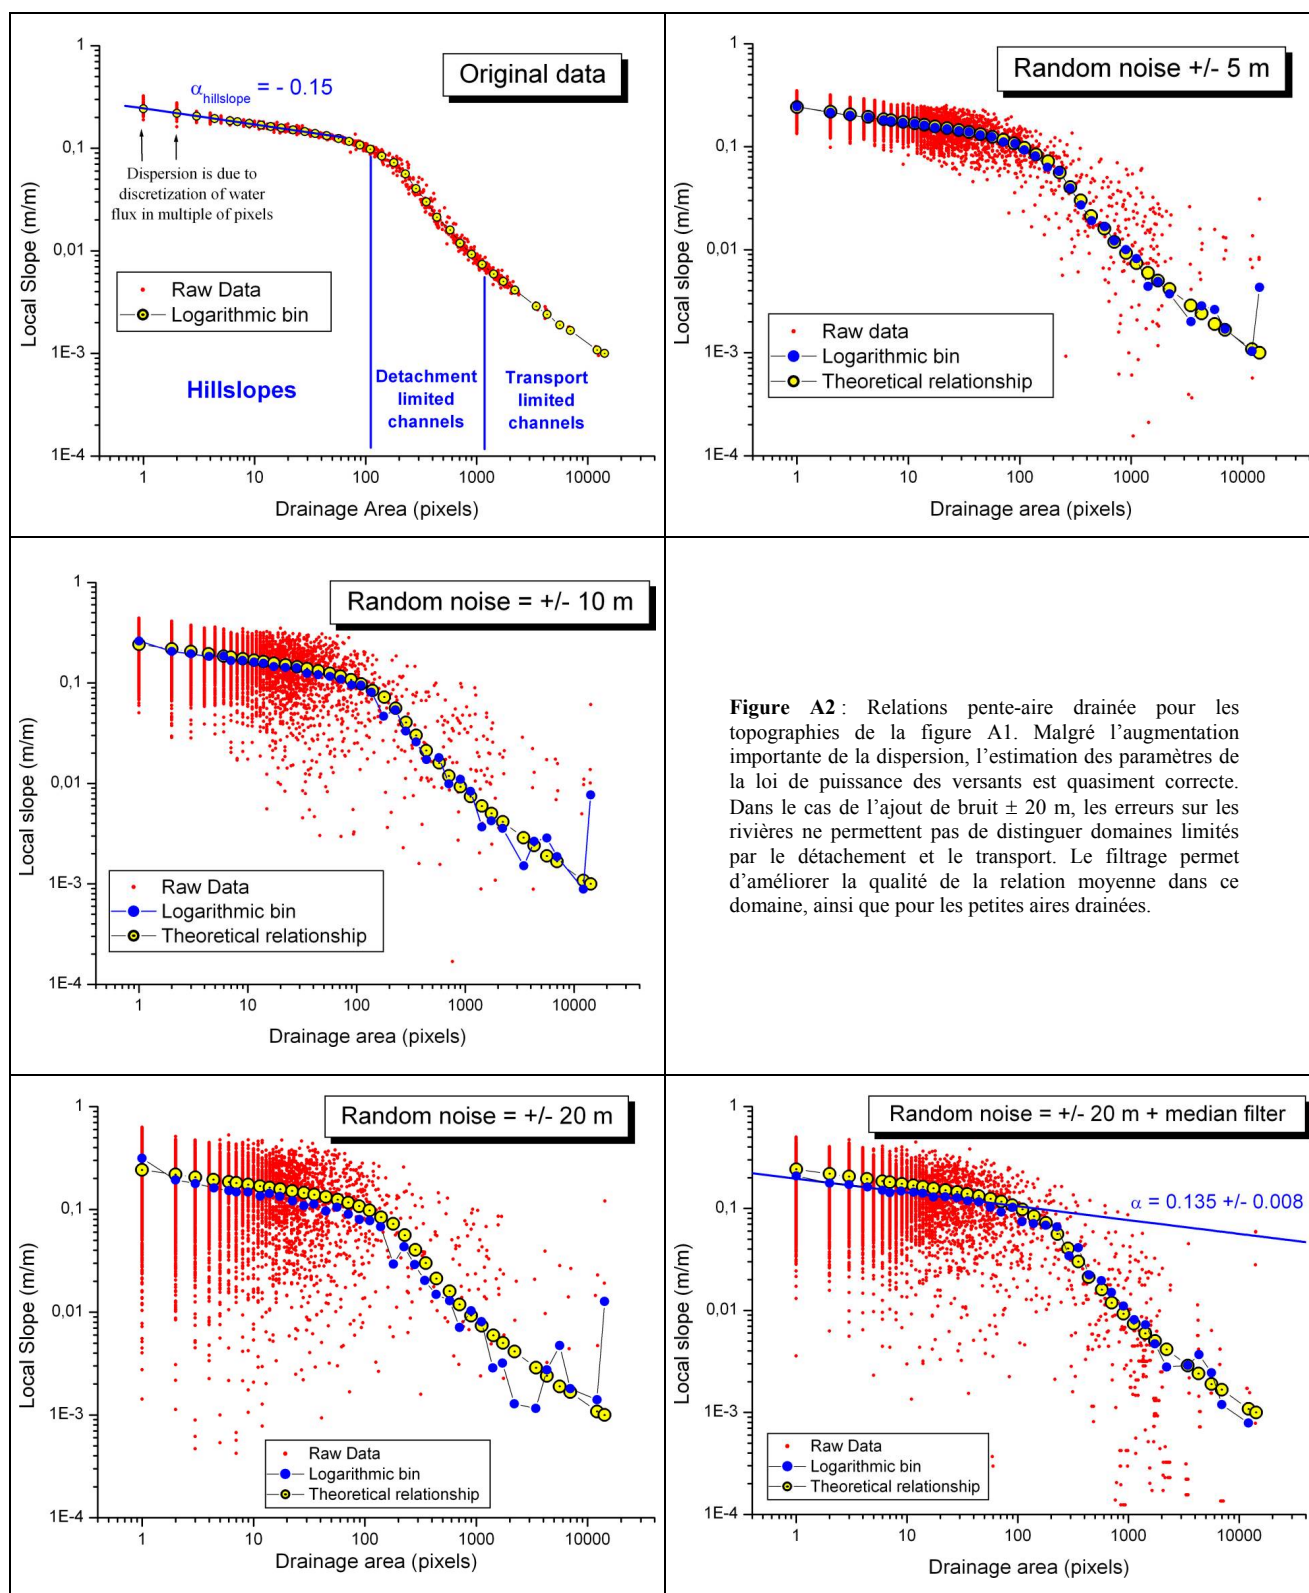 Original data
α hillslope = - 0.15
Dispersion is due to
discretization of water
flux in multiple of pixels
Raw Data
Logarithmic bin
Hillslopes
Detachment
limited
channels
Transport
limited
channels
1
0,1
0,01
1E-3
1E-4
Local Slope (m/m)
1 10 100 1000 10000
Drainage Area (pixels)
Random noise +/- 5 m
Raw data
Logarithmic bin
Theoretical relationship
1
0,1
0,01
1E-3
1E-4
Local slope (m/m)
1 10 100 1000 10000
Drainage area (pixels)
Random noise = +/- 10 m
Raw Data
Logarithmic bin
Theoretical relationship
1
0,1
0,01
1E-3
1E-4
Local slope (m/m)
1 10 100 1000 10000
Drainage area (pixels)
Figure A2 : Relations pente-aire drainée pour les
topographies de la figure A1. Malgré l’augmentation
importante de la dispersion, l’estimation des paramètres de
la loi de puissance des versants est quasiment correcte.
Dans le cas de l’ajout de bruit ± 20 m, les erreurs sur les
rivières ne permettent pas de distinguer domaines limités
par le détachement et le transport. Le filtrage permet
d’améliorer la qualité de la relation moyenne dans ce
domaine, ainsi que pour les petites aires drainées.
Random noise = +/- 20 m
Raw Data
Logarithmic bin
Theoretical relationship
1
0,1
0,01
1E-3
1E-4
Local Slope (m/m)
1 10 100 1000 10000
Drainage area (pixels)
Random noise = +/- 20 m + median filter
α = 0.135 +/- 0.008
Raw Data
Logarithmic bin
Theoretical relationship
1
0,1
0,01
1E-3
1E-4
Local slope (m/m)
1 10 100 1000 10000
Drainage area (pixels)